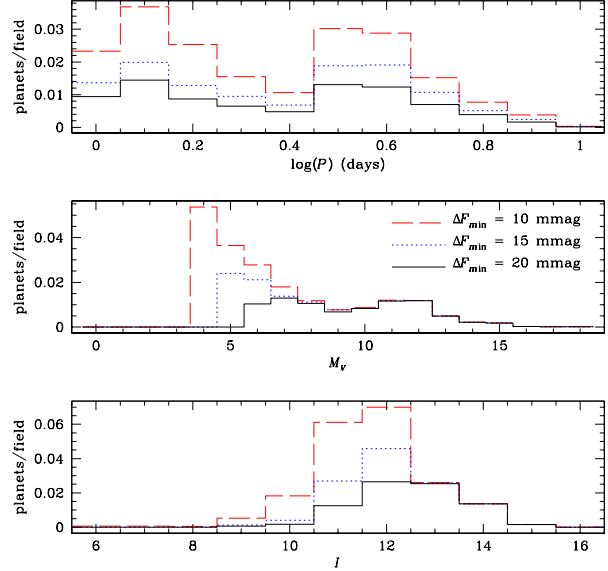 planets/field
0.03
0.02
0.01
0
0 0.2 0.4 0.6 0.8 1
log(P) (days)
planets/field
0.04
0.02
0
ΔF_min = 10 mmag
ΔF_min = 15 mmag
ΔF_min = 20 mmag
0 5 10 15
M_V
planets/field
0.06
0.04
0.02
0
6 8 10 12 14 16
I